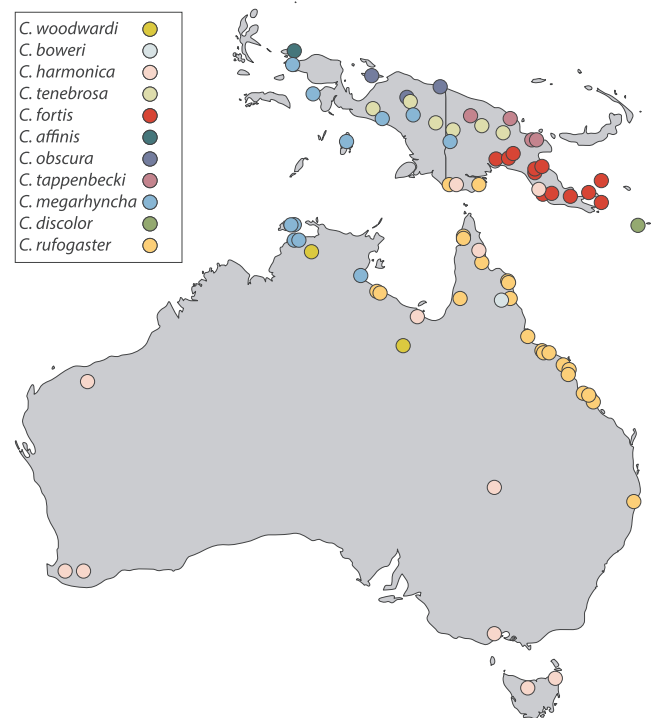 C. woodwardi
C. boweri
C. harmonica
C. tenebrosa
C. fortis
C. affinis
C. obscura
C. tappenbecki
C. megarhyncha
C. discolor
C. rufogaster